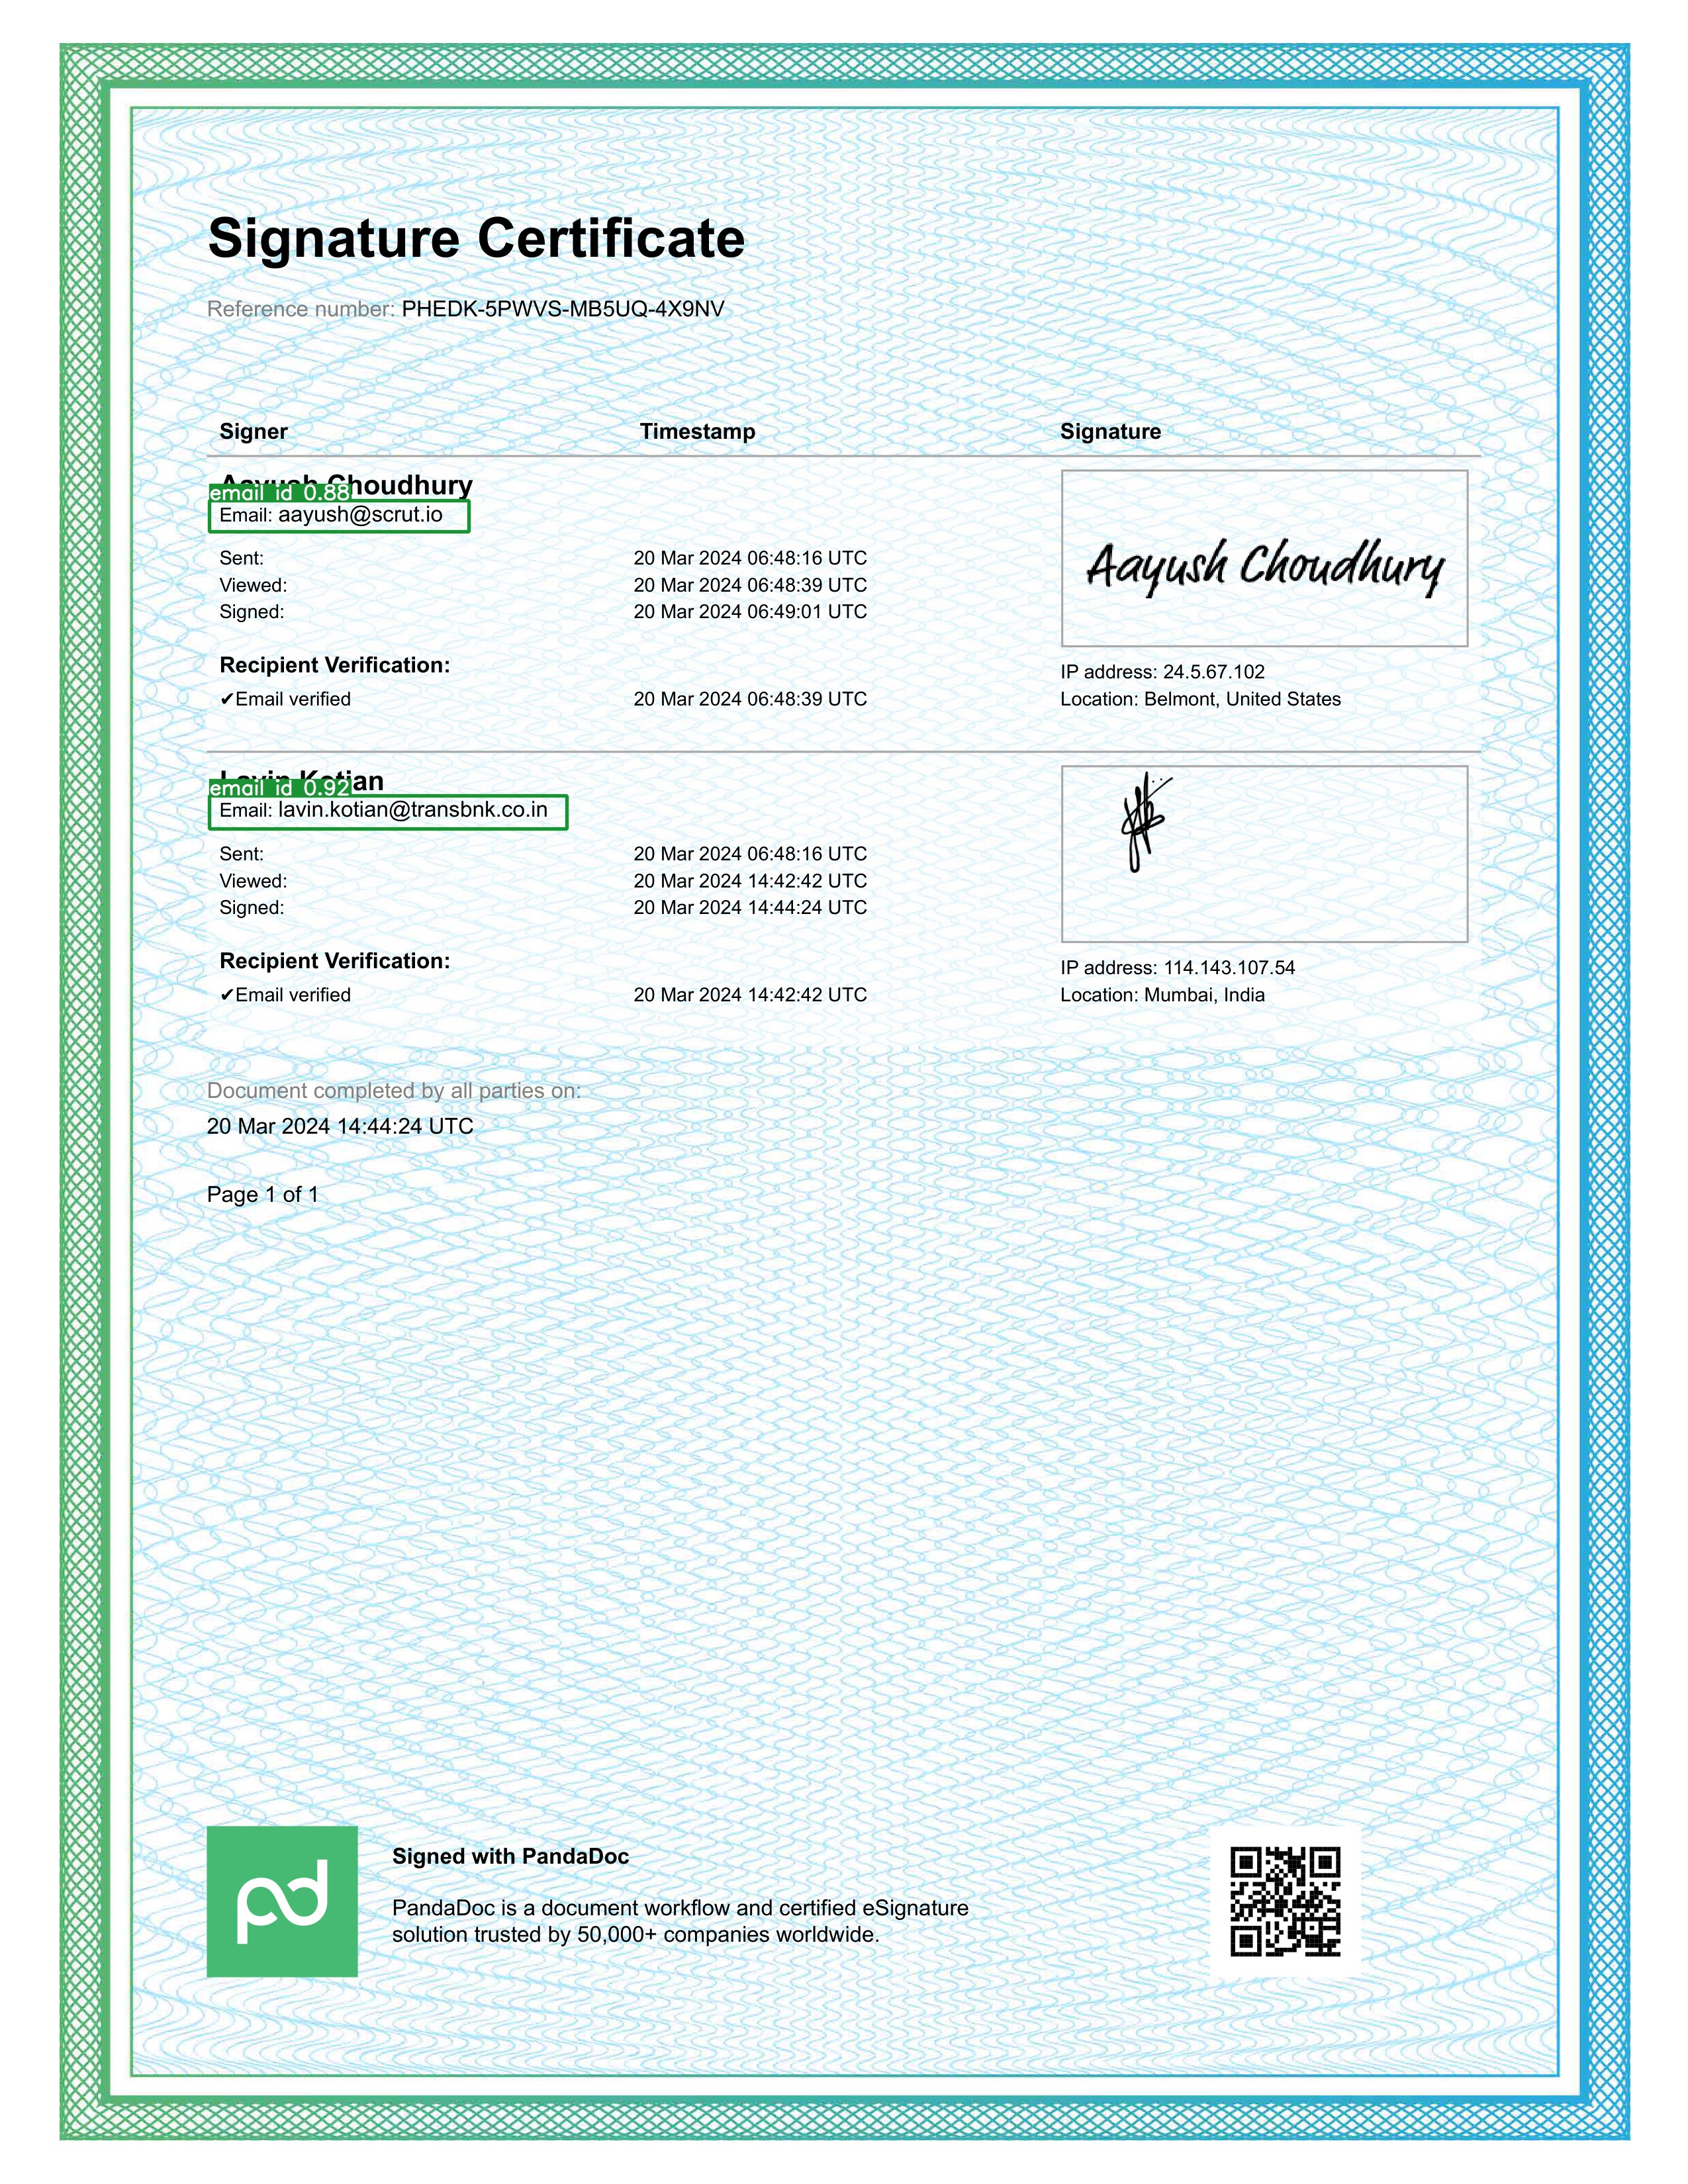 Signature Certificate
Reference number: PHEDK-5PWVS-MB5UQ-4X9NV
Signer Timestamp Signature
Aayush Choudhury
email id 0.88
Email: aayush@scrut.io
Sent: 20 Mar 2024 06:48:16 UTC
Viewed: 20 Mar 2024 06:48:39 UTC
Signed: 20 Mar 2024 06:49:01 UTC
Aayush Choudhury
Recipient Verification:
IP address: 24.5.67.102
✔Email verified 20 Mar 2024 06:48:39 UTC
Location: Belmont, United States
Lavin Kotian
email id 0.92
Email: lavin.kotian@transbnk.co.in
Sent: 20 Mar 2024 06:48:16 UTC
Viewed: 20 Mar 2024 14:42:42 UTC
Signed: 20 Mar 2024 14:44:24 UTC
Recipient Verification:
IP address: 114.143.107.54
✔Email verified 20 Mar 2024 14:42:42 UTC
Location: Mumbai, India
Document completed by all parties on:
20 Mar 2024 14:44:24 UTC
Page 1 of 1
pd
Signed with PandaDoc
PandaDoc is a document workflow and certified eSignature
solution trusted by 50,000+ companies worldwide.